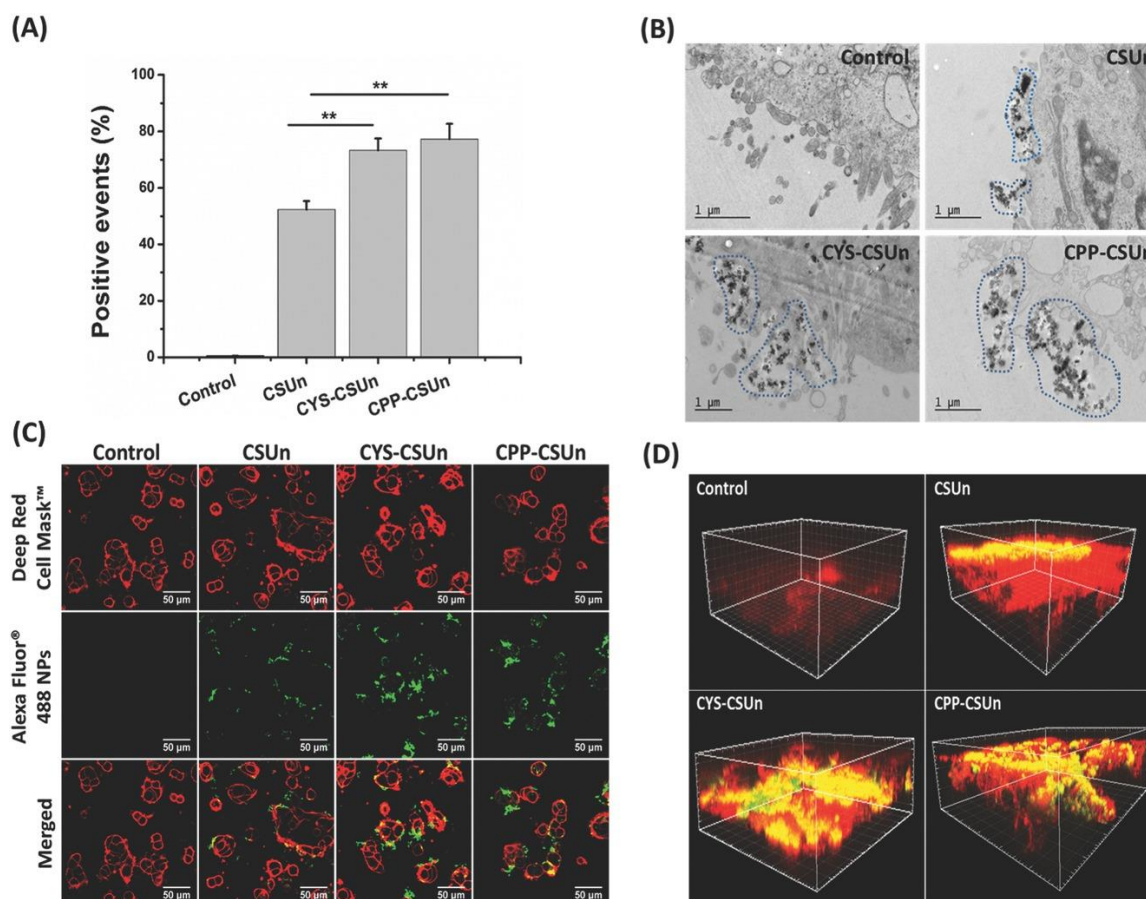 (A)
Positive events (%)
100
80
60
40
20
0
**
**
Control
CSUn
CYS-CSUn
CPP-CSUn
(B)
Control
1 μm
CSUn
1 μm
CYS-CSUn
1 μm
CPP-CSUn
1 μm
(C)
Control CSUn CYS-CSUn CPP-CSUn
Deep Red
Cell Mask™
50 μm 50 μm 50 μm 50 μm
Alexa Fluor®
488 NPs
50 μm 50 μm 50 μm 50 μm
Merged
50 μm 50 μm 50 μm 50 μm
(D)
Control
CSUn
CYS-CSUn
CPP-CSUn